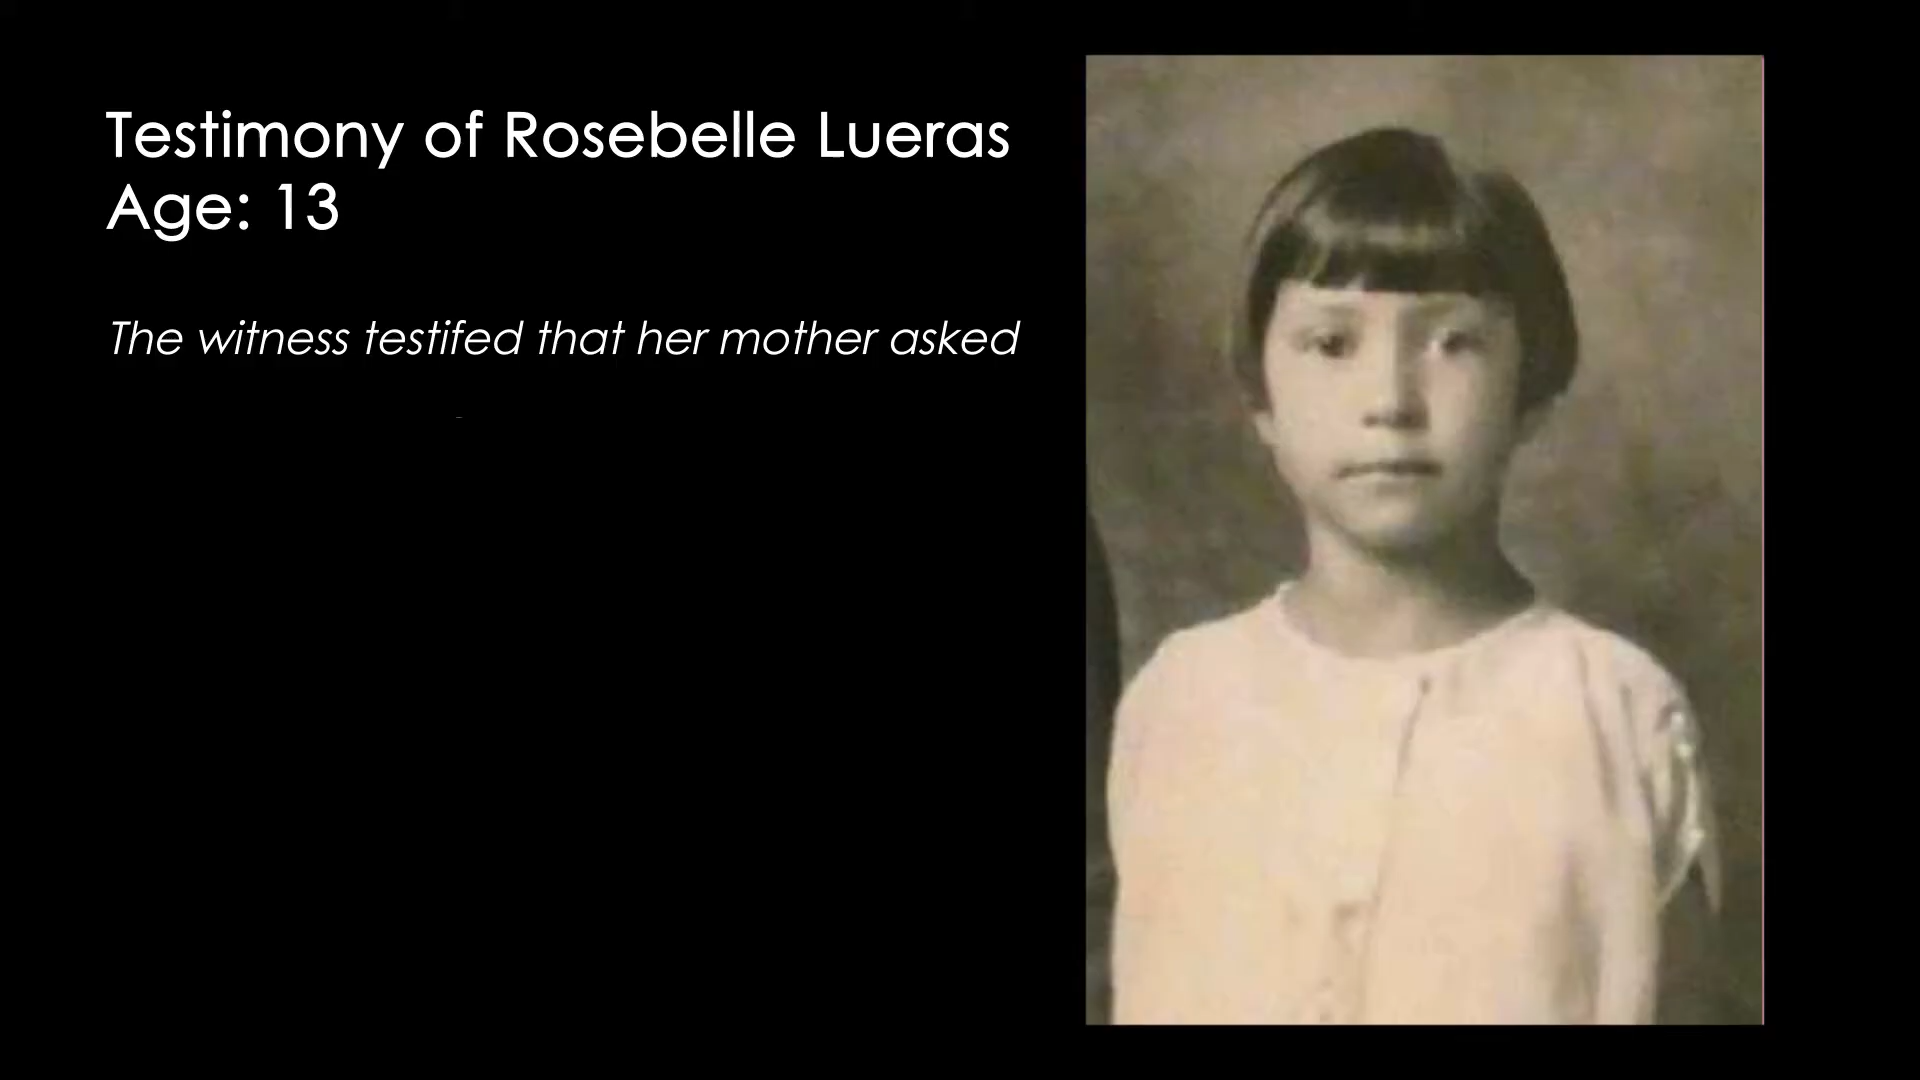 Testimony of Rosebelle Lueras
Age: 13
The witness testifed that her mother asked